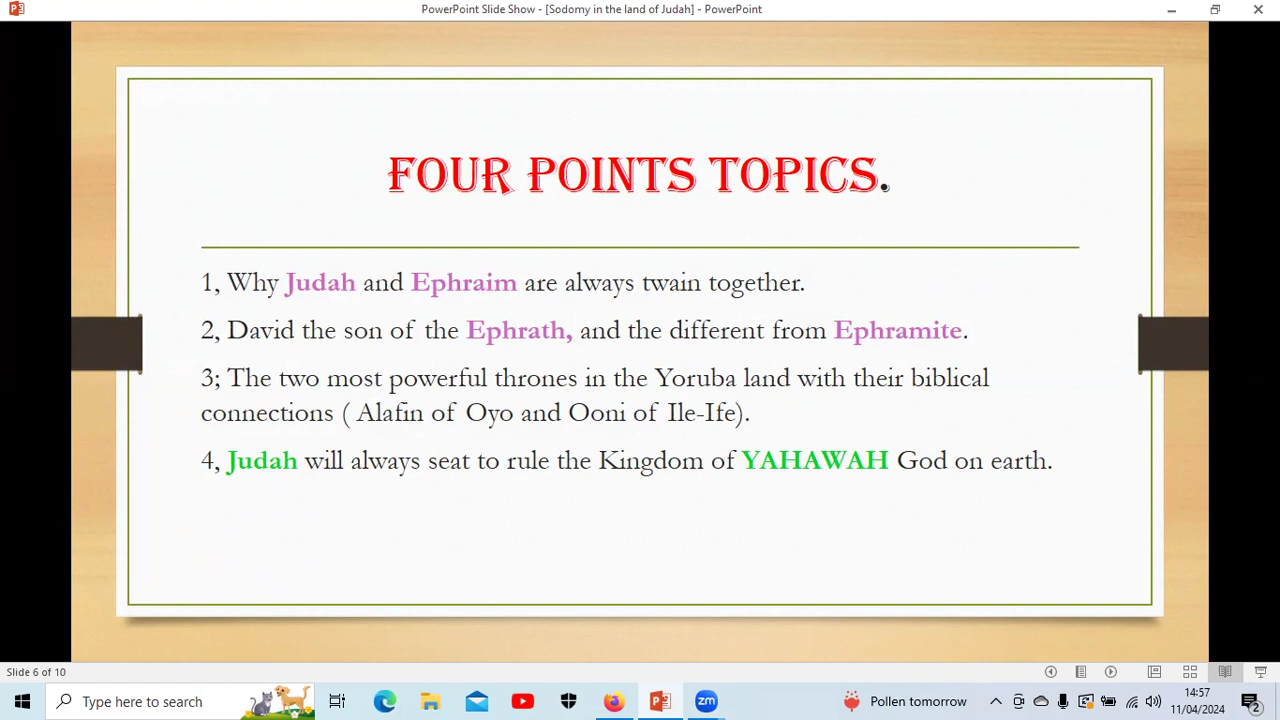 PowerPoint Slide Show - [Sodomy in the land of Judah] - PowerPoint
FOUR POINTS TOPICS.
1, Why Judah and Ephraim are always twain together.
2, David the son of the Ephrath, and the different from Ephramite.
3; The two most powerful thrones in the Yoruba land with their biblical
connections ( Alafin of Oyo and Ooni of Ile-Ife).
4, Judah will always seat to rule the Kingdom of YAHAWAH God on earth.
Slide 6 of 10
Type here to search
zm
Pollen tomorrow
14:57
11/04/2024
2